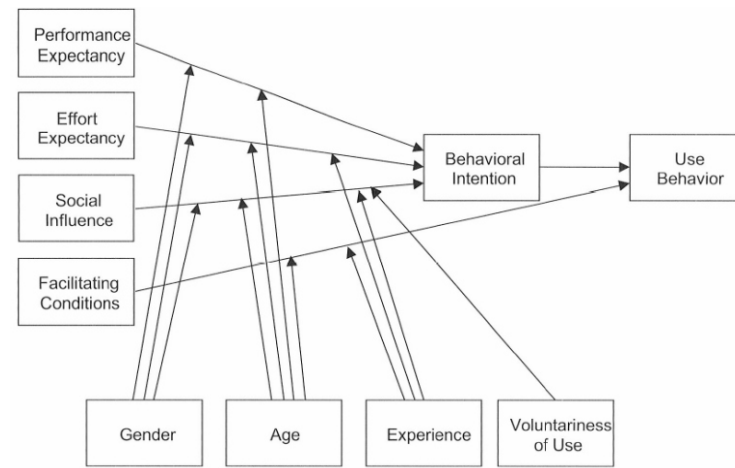 Performance
Expectancy
Effort
Expectancy
Social
Influence
Facilitating
Conditions
Behavioral
Intention
Use
Behavior
Gender
Age
Experience
Voluntariness
of Use